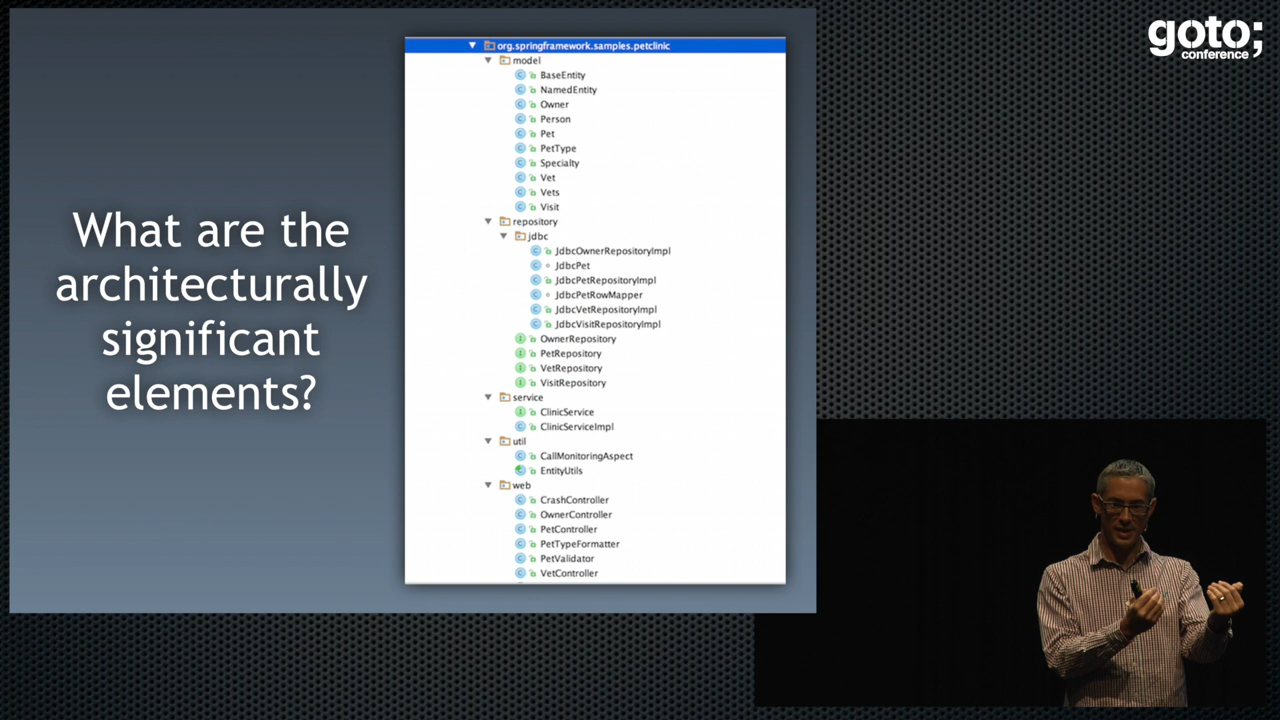 goto;
conference
What are the
architecturally
significant
elements?
org.springframework.samples.petclinic
model
BaseEntity
NamedEntity
Owner
Person
Pet
PetType
Specialty
Vet
Vets
Visit
repository
jdbc
JdbcOwnerRepositoryImpl
JdbcPet
JdbcPetRepositoryImpl
JdbcPetRowMapper
JdbcVetRepositoryImpl
JdbcVisitRepositoryImpl
OwnerRepository
PetRepository
VetRepository
VisitRepository
service
ClinicService
ClinicServiceImpl
util
CallMonitoringAspect
EntityUtils
web
CrashController
OwnerController
PetController
PetTypeFormatter
PetValidator
VetController